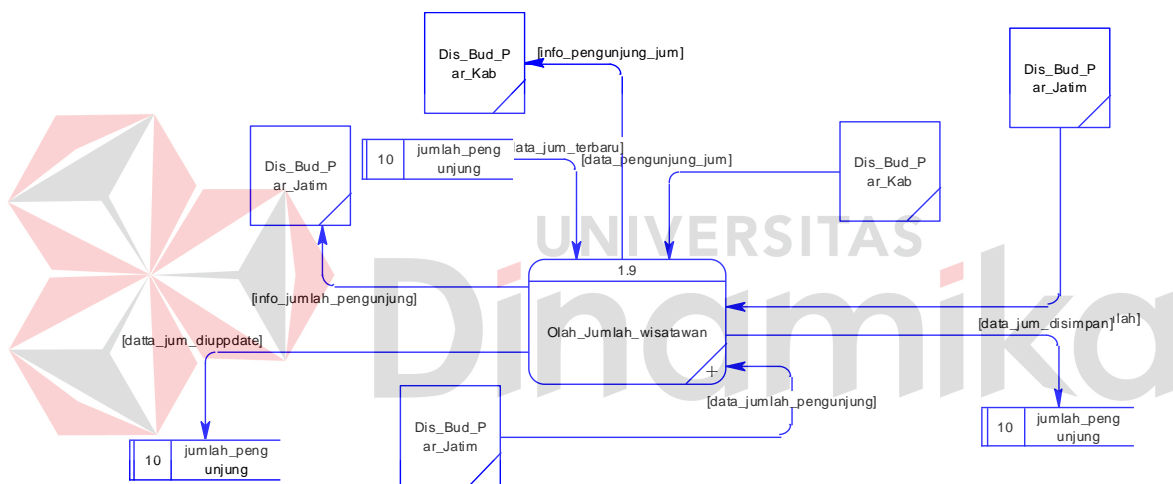 Dis_Bud_P
ar_Kab
[info_pengunjung_jum]
Dis_Bud_P
ar_Jatim
Dis_Bud_P
ar_Jatim
10
jumlah_peng
unjung
data_jum_terbaru]
[data_pengunjung_jum]
Dis_Bud_P
ar_Kab
UNIVERSITAS
Dinamika
1.9
Olah_Jumlah_wisatawan
+
[info_jumlah_pengunjung]
[datta_jum_diuppdate]
[data_jum_disimpan]
lah]
[data_jumlah_pengunjung]
Dis_Bud_P
ar_Jatim
10
jumlah_peng
unjung
10
jumlah_peng
unjung